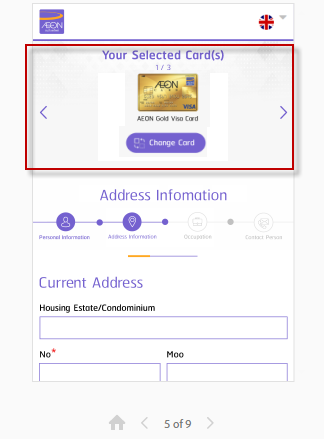 AEON
Your Selected Card(s)
1 / 3
AEON
VISA
AEON Gold Visa Card
Change Card
Address Infomation
Personal Information
Address Information
Occupation
Contact Person
Current Address
Housing Estate/Condominium
No*
Moo
5 of 9